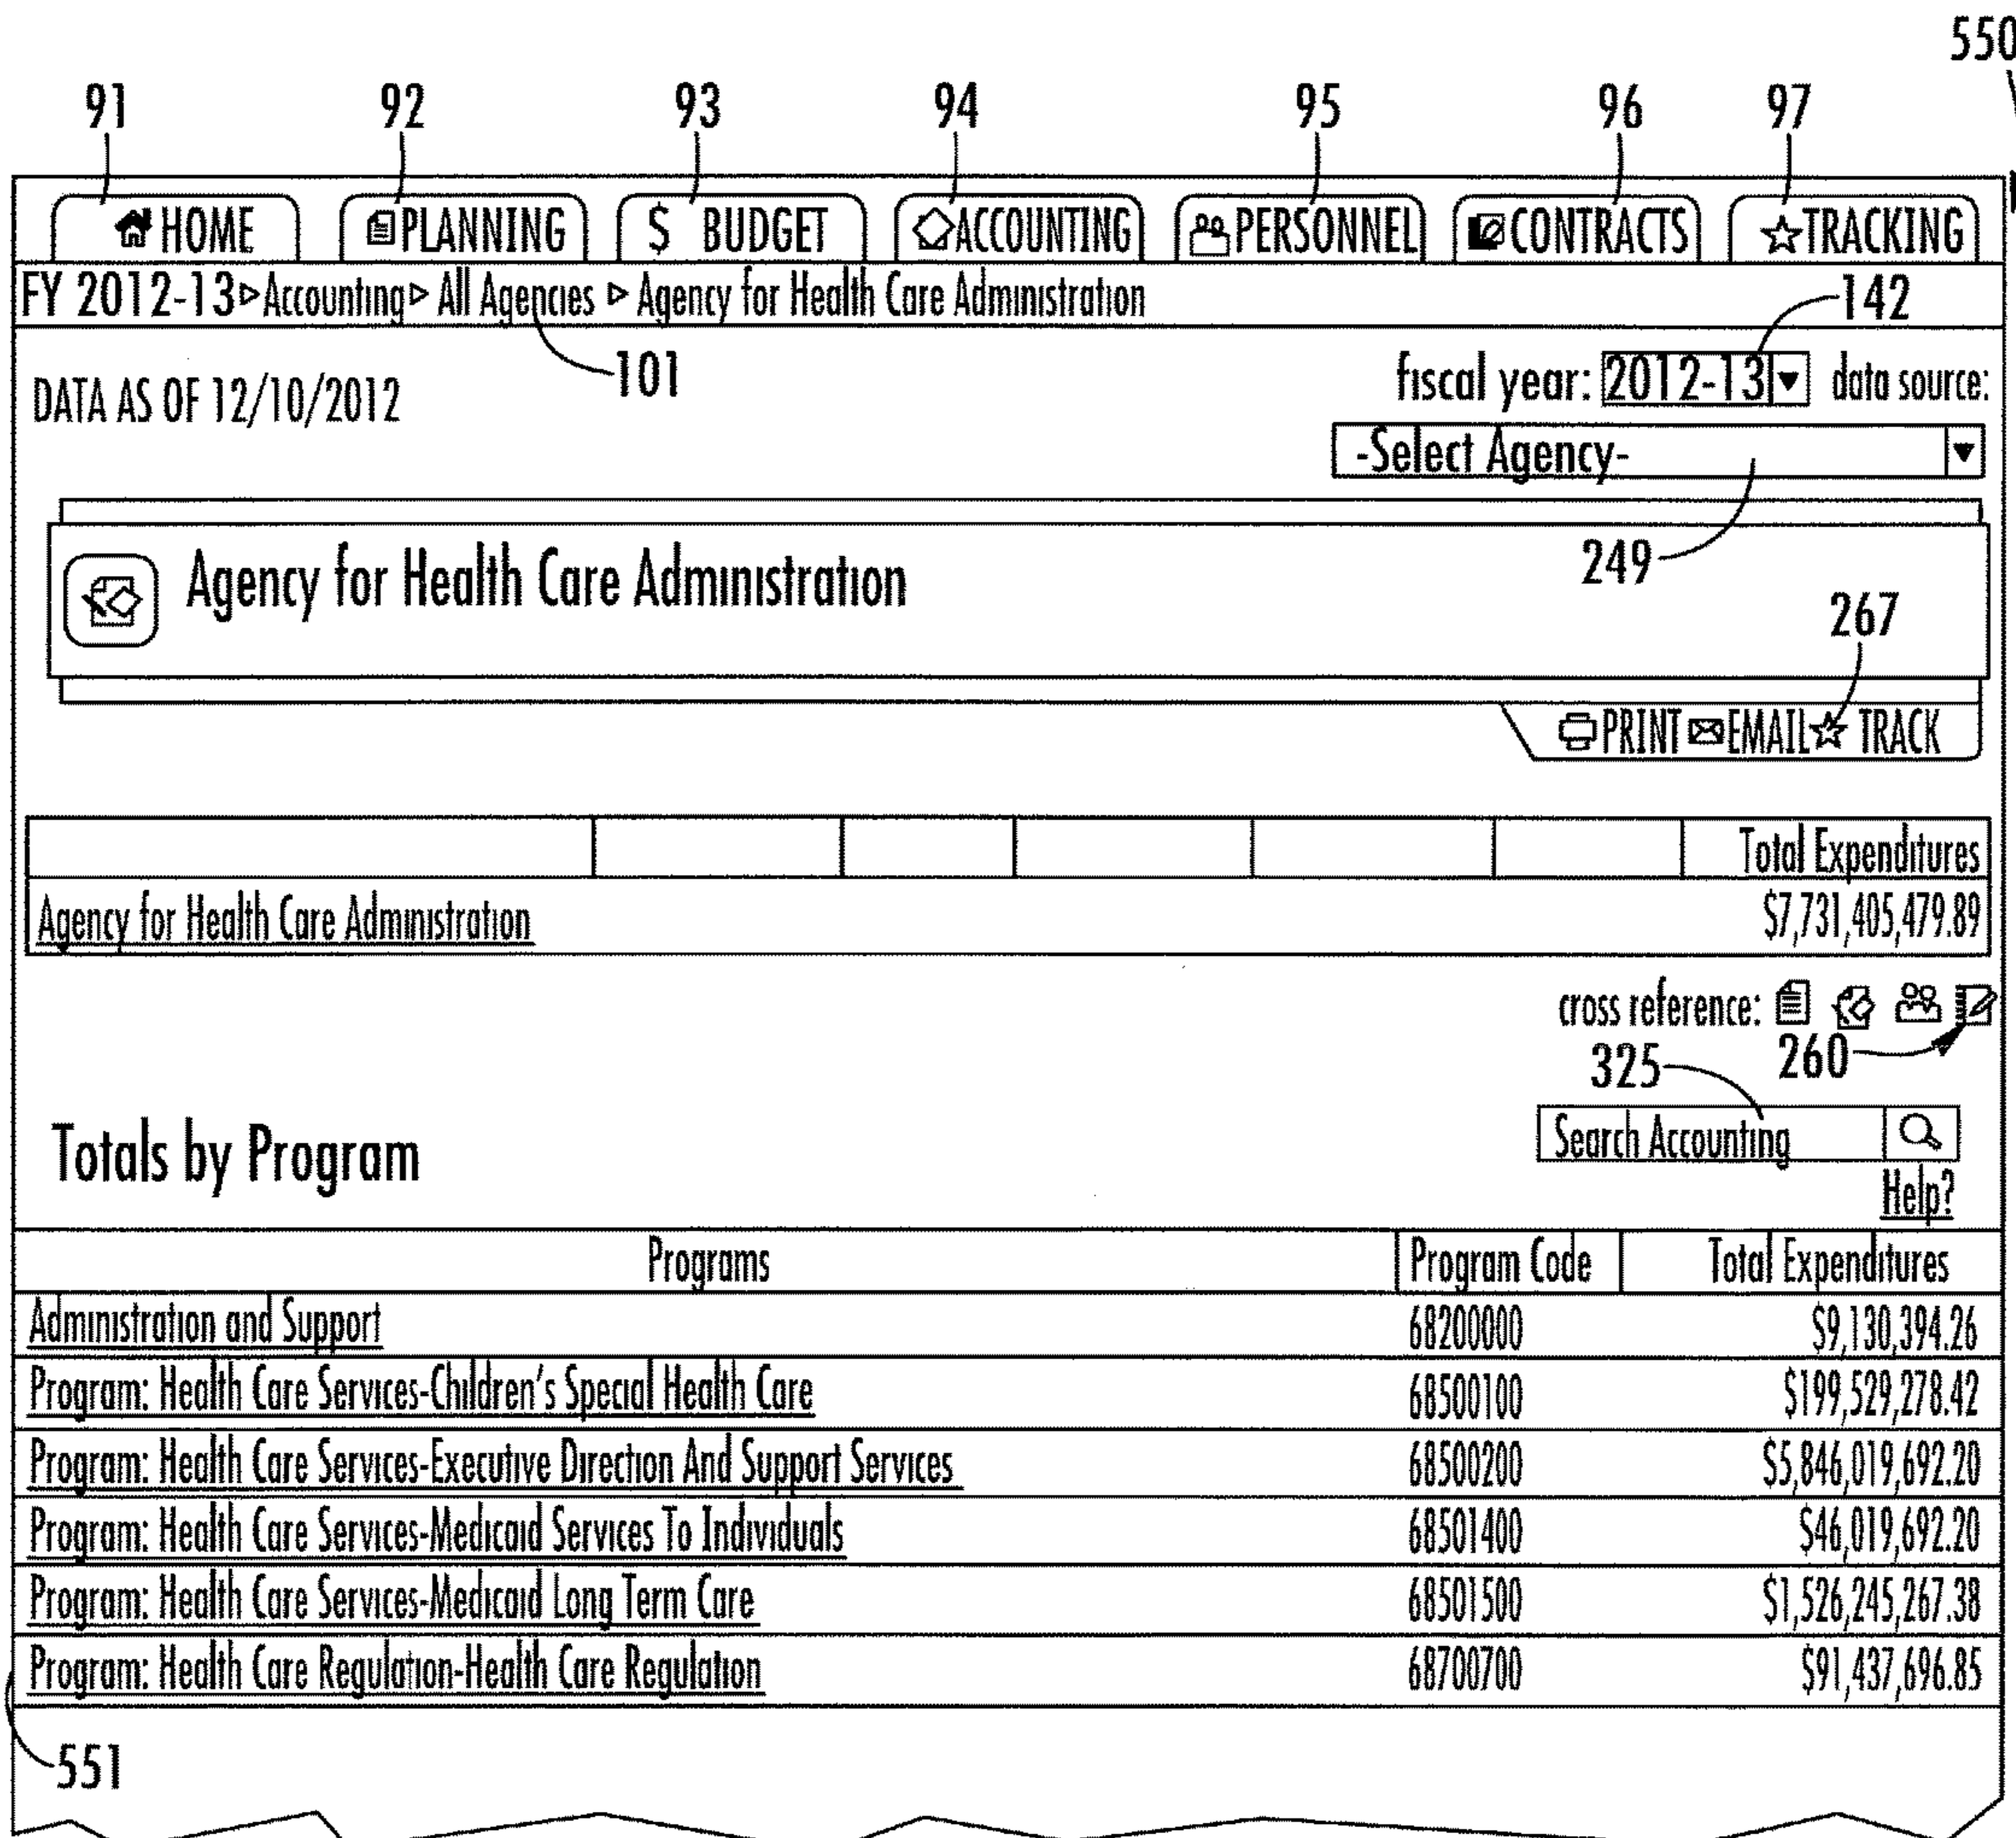 550
91 92 93 94 95 96 97
HOME PLANNING $ BUDGET ACCOUNTING PERSONNEL CONTRACTS TRACKING
FY 2012-13▹Accounting▹ All Agencies ▹ Agency for Health Care Administration
142
101
DATA AS OF 12/10/2012
fiscal year: 2012-13 data source:
-Select Agency-
249
Agency for Health Care Administration
267
PRINT EMAIL TRACK
Total Expenditures
Agency for Health Care Administration $7,731,405,479.89
cross reference:
260
325
Totals by Program
Search Accounting
Help?
Programs Program Code Total Expenditures
Administration and Support 68200000 $9,130,394.26
Program: Health Care Services-Children's Special Health Care 68500100 $199,529,278.42
Program: Health Care Services-Executive Direction And Support Services 68500200 $5,846,019,692.20
Program: Health Care Services-Medicaid Services To Individuals 68501400 $46,019,692.20
Program: Health Care Services-Medicaid Long Term Care 68501500 $1,526,245,267.38
Program: Health Care Regulation-Health Care Regulation 68700700 $91,437,696.85
551